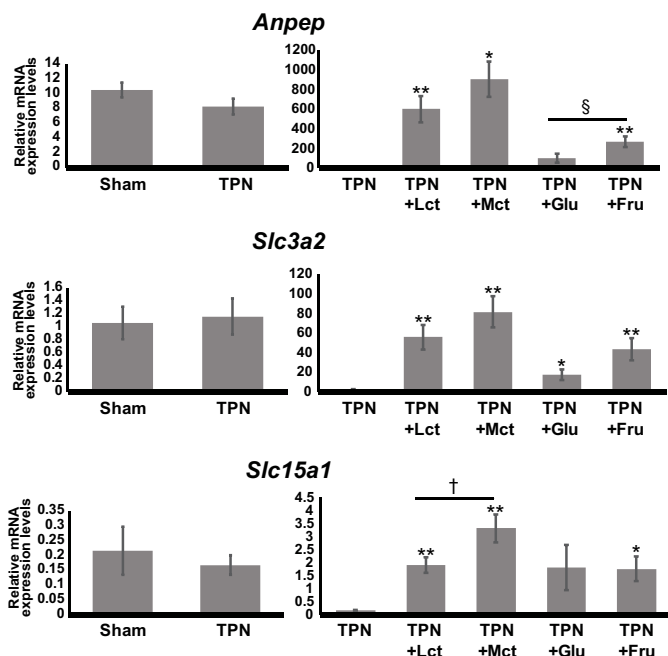 Anpep
Relative mRNA
expression levels
14
12
10
8
6
4
2
0
Sham
TPN
1200
1000
800
600
400
200
0
**
*
§
**
TPN
TPN
+Lct
TPN
+Mct
TPN
+Glu
TPN
+Fru
Slc3a2
Relative mRNA
expression levels
1.6
1.4
1.2
1
0.8
0.6
0.4
0.2
0
Sham
TPN
120
100
80
60
40
20
0
**
**
*
**
TPN
TPN
+Lct
TPN
+Mct
TPN
+Glu
TPN
+Fru
Slc15a1
Relative mRNA
expression levels
0.35
0.3
0.25
0.2
0.15
0.1
0.05
0
Sham
TPN
4.5
4
3.5
3
2.5
2
1.5
1
0.5
0
†
**
**
*
TPN
TPN
+Lct
TPN
+Mct
TPN
+Glu
TPN
+Fru